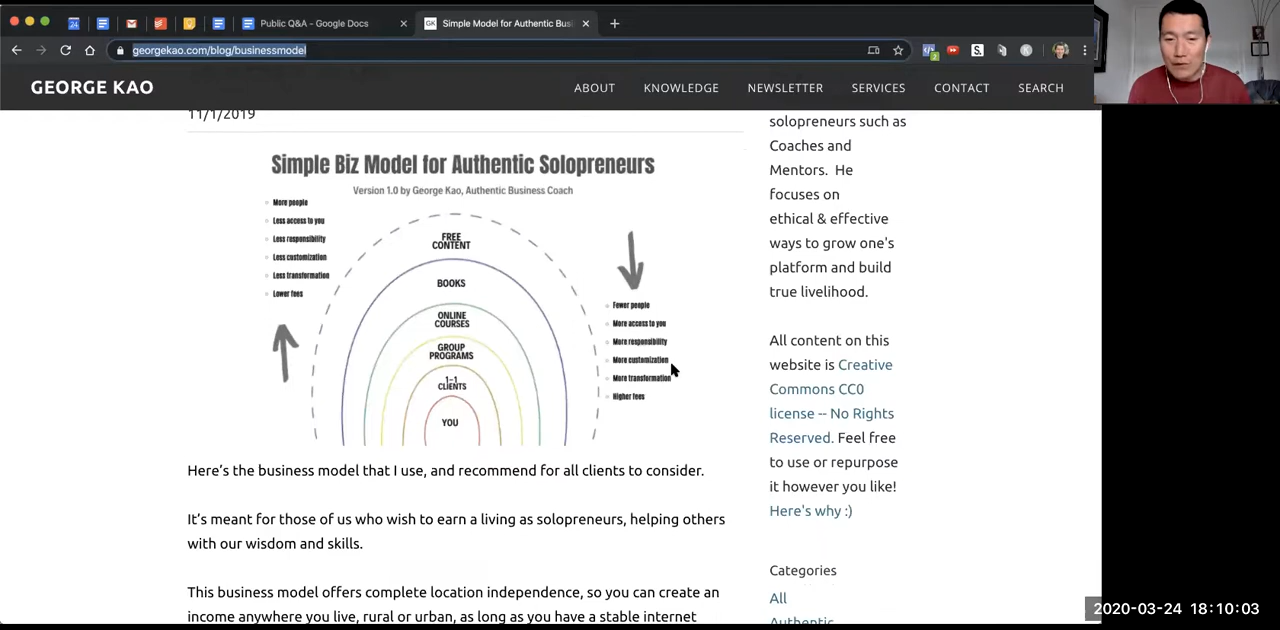 Public Q&A - Google Docs
Simple Model for Authentic Busi
georgekao.com/blog/businessmodel
GEORGE KAO
ABOUT
KNOWLEDGE
NEWSLETTER
SERVICES
CONTACT
SEARCH
11/1/2019
Simple Biz Model for Authentic Solopreneurs
Version 1.0 by George Kao, Authentic Business Coach
More people
Less access to you
Less responsibility
Less customization
Less transformation
Lower fees
FREE
CONTENT
BOOKS
ONLINE
COURSES
GROUP
PROGRAMS
1-1
CLIENTS
YOU
Fewer people
More access to you
More responsibility
More customization
More transformation
Higher fees
Here's the business model that I use, and recommend for all clients to consider.
It's meant for those of us who wish to earn a living as solopreneurs, helping others
with our wisdom and skills.
This business model offers complete location independence, so you can create an
income anywhere you live, rural or urban, as long as you have a stable internet
solopreneurs such as
Coaches and
Mentors. He
focuses on
ethical & effective
ways to grow one's
platform and build
true livelihood.
All content on this
website is Creative
Commons CC0
license -- No Rights
Reserved. Feel free
to use or repurpose
it however you like!
Here's why :)
Categories
All
Authentic
2020-03-24 18:10:03